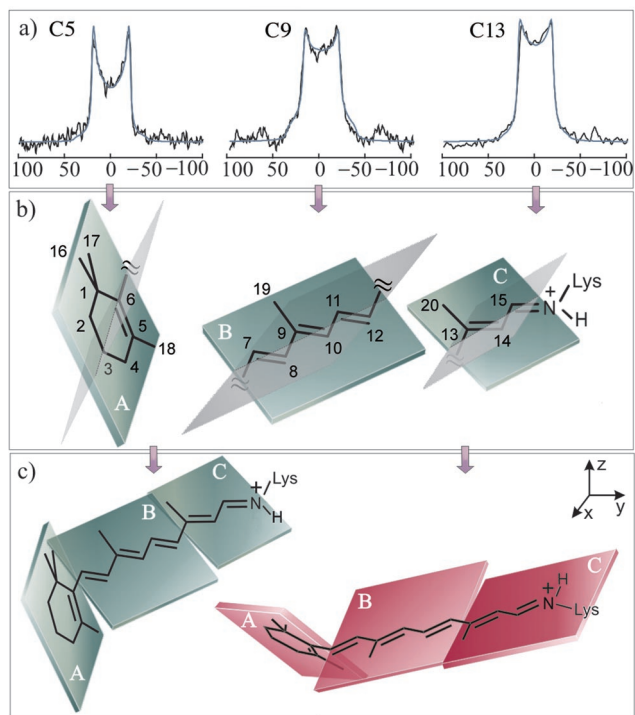 a) C5 C9 C13
100 50 0 -50 -100 100 50 0 -50 -100 100 50 0 -50 -100
b)
16 17
1 6
2 5
3 4 18
A
19 11
B 9
7 10 12
8
C
20 15 + Lys
N
13 14 H
A
c)
C
B
+ Lys
N H
A
z
y
x
A
B
C
+ H
N Lys